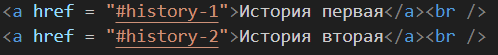 <a href = "#history-1">История первая</a><br />
<a href = "#history-2">История вторая</a><br />